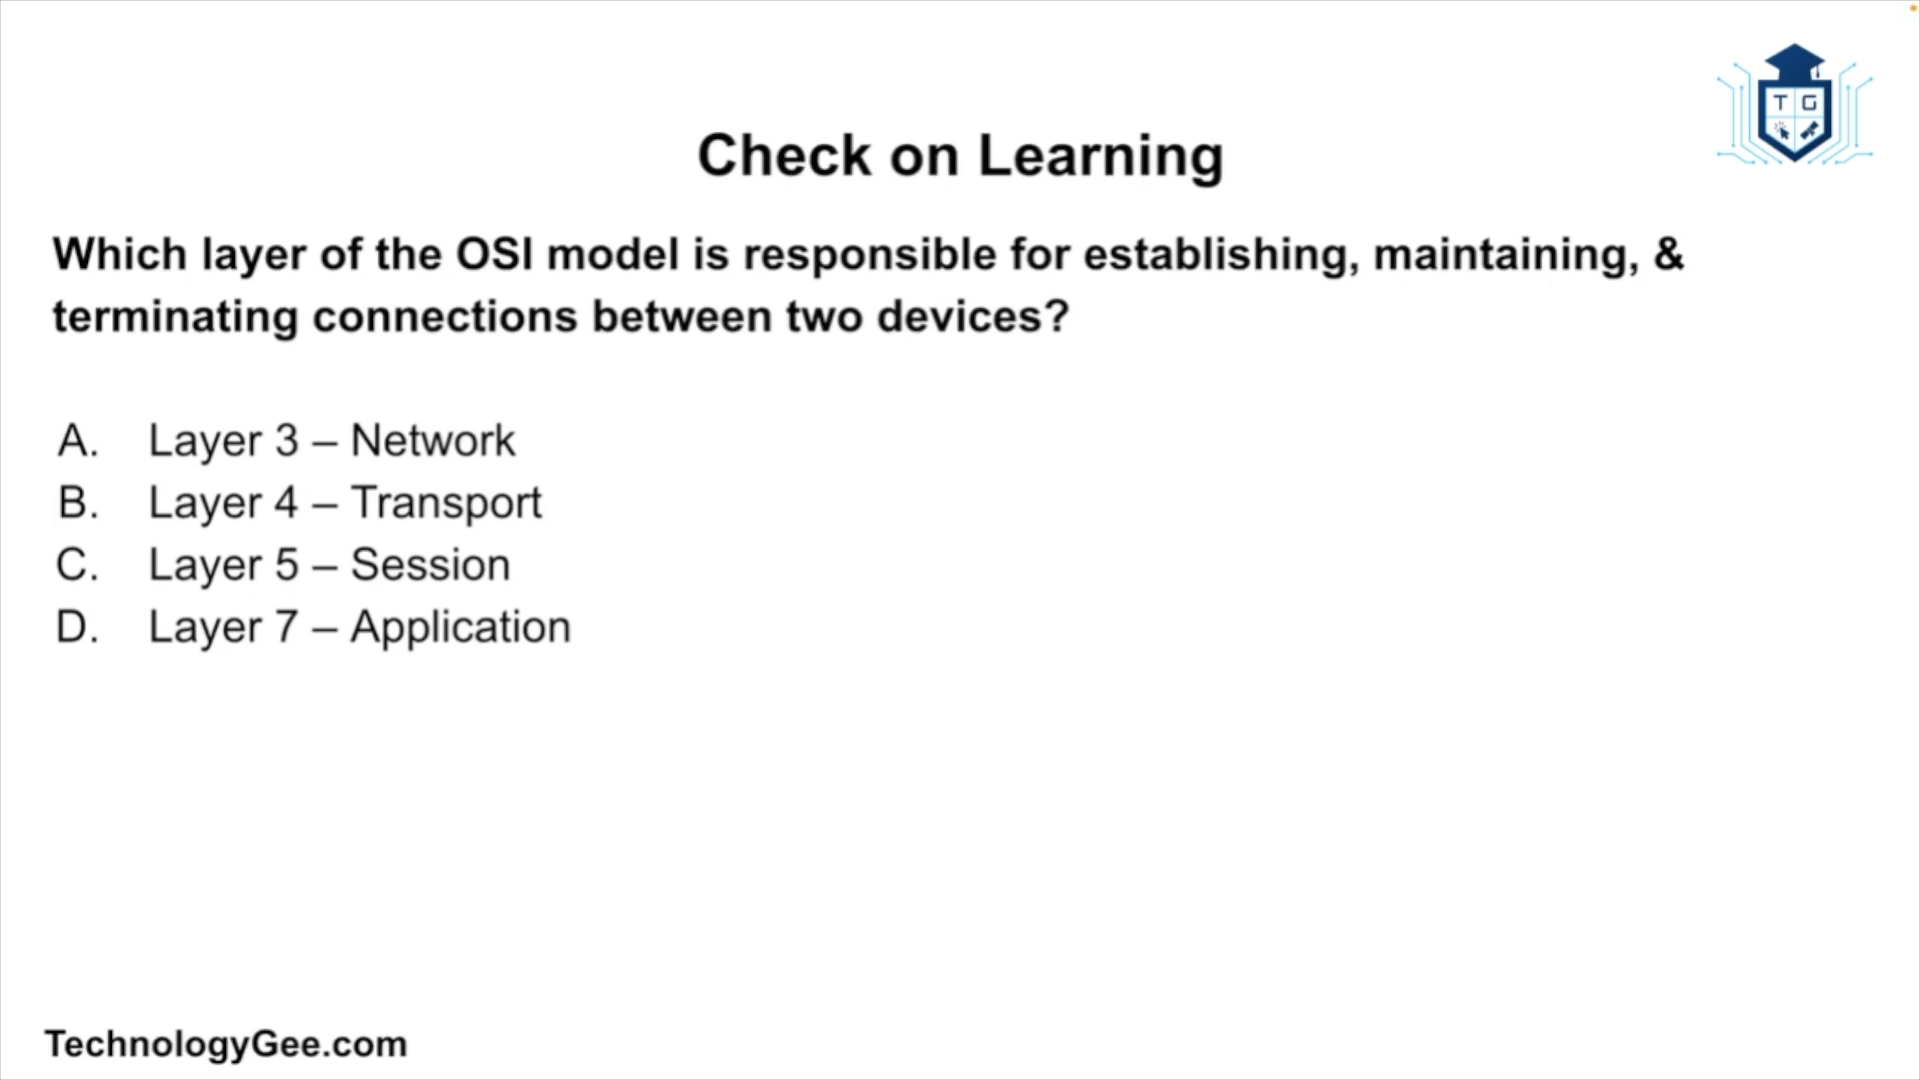 T G
Check on Learning
Which layer of the OSI model is responsible for establishing, maintaining, &
terminating connections between two devices?
A. Layer 3 – Network
B. Layer 4 – Transport
C. Layer 5 – Session
D. Layer 7 – Application
TechnologyGee.com